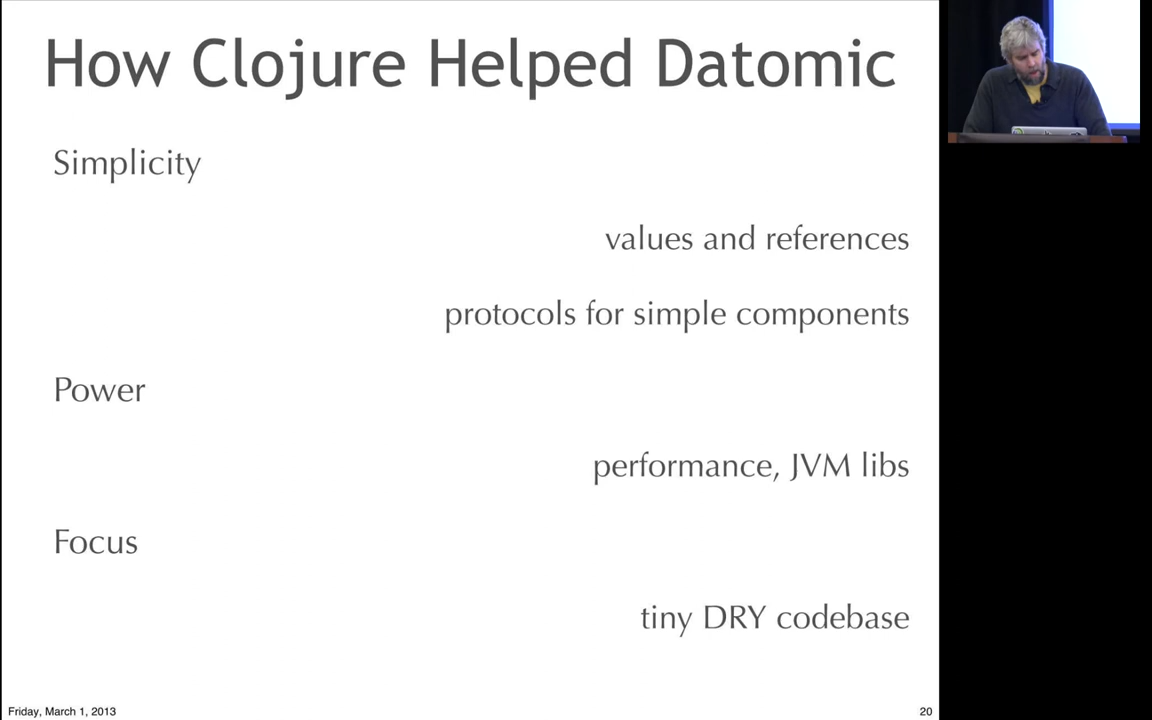 How Clojure Helped Datomic
Simplicity
values and references
protocols for simple components
Power
performance, JVM libs
Focus
tiny DRY codebase
Friday, March 1, 2013
20